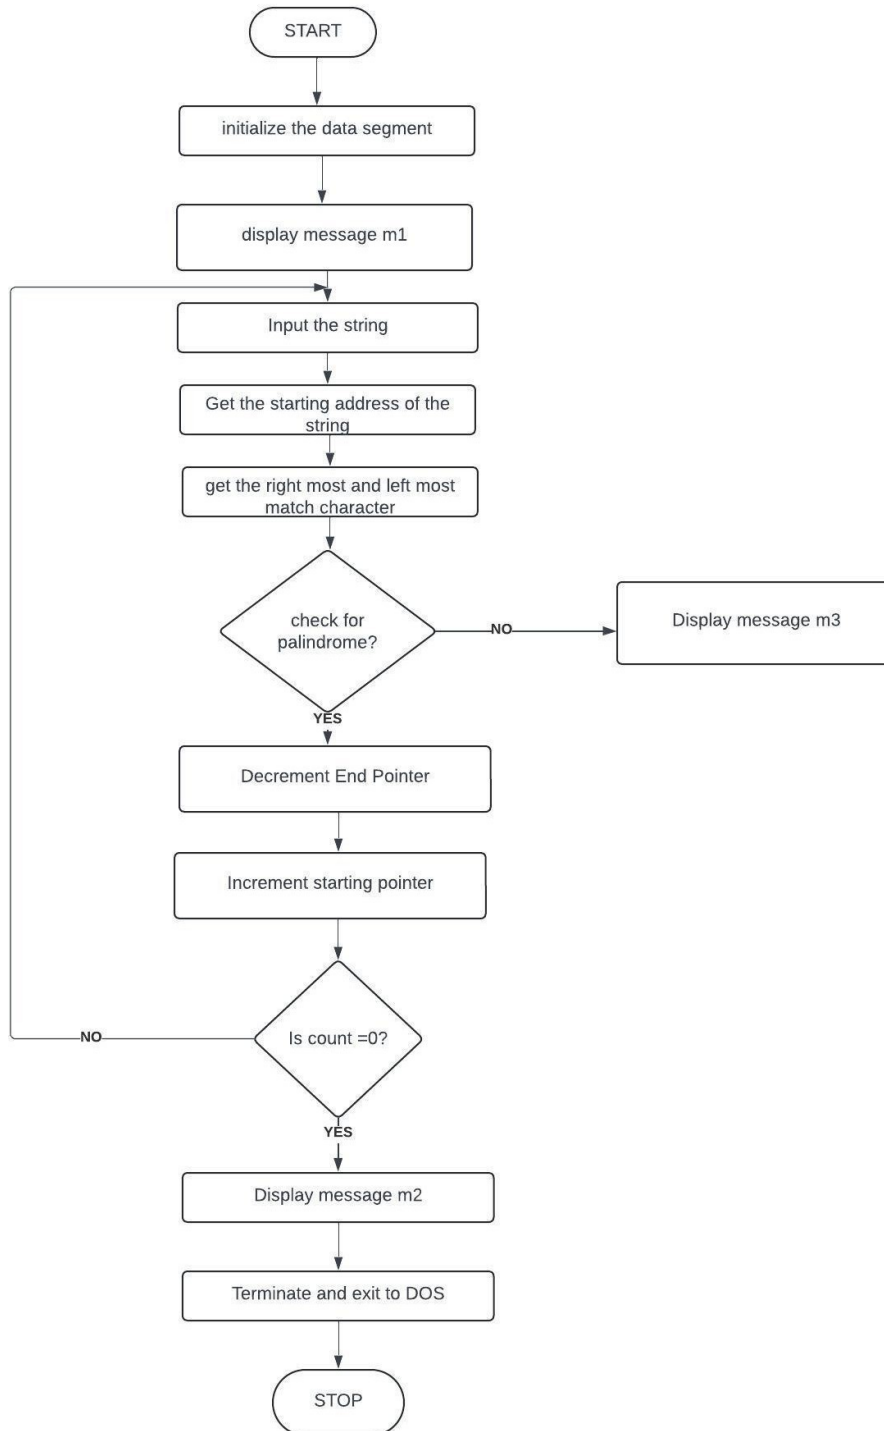 START
initialize the data segment
display message m1
Input the string
Get the starting address of the
string
get the right most and left most
match character
check for
palindrome?
NO
Display message m3
YES
Decrement End Pointer
Increment starting pointer
Is count =0?
NO
YES
Display message m2
Terminate and exit to DOS
STOP